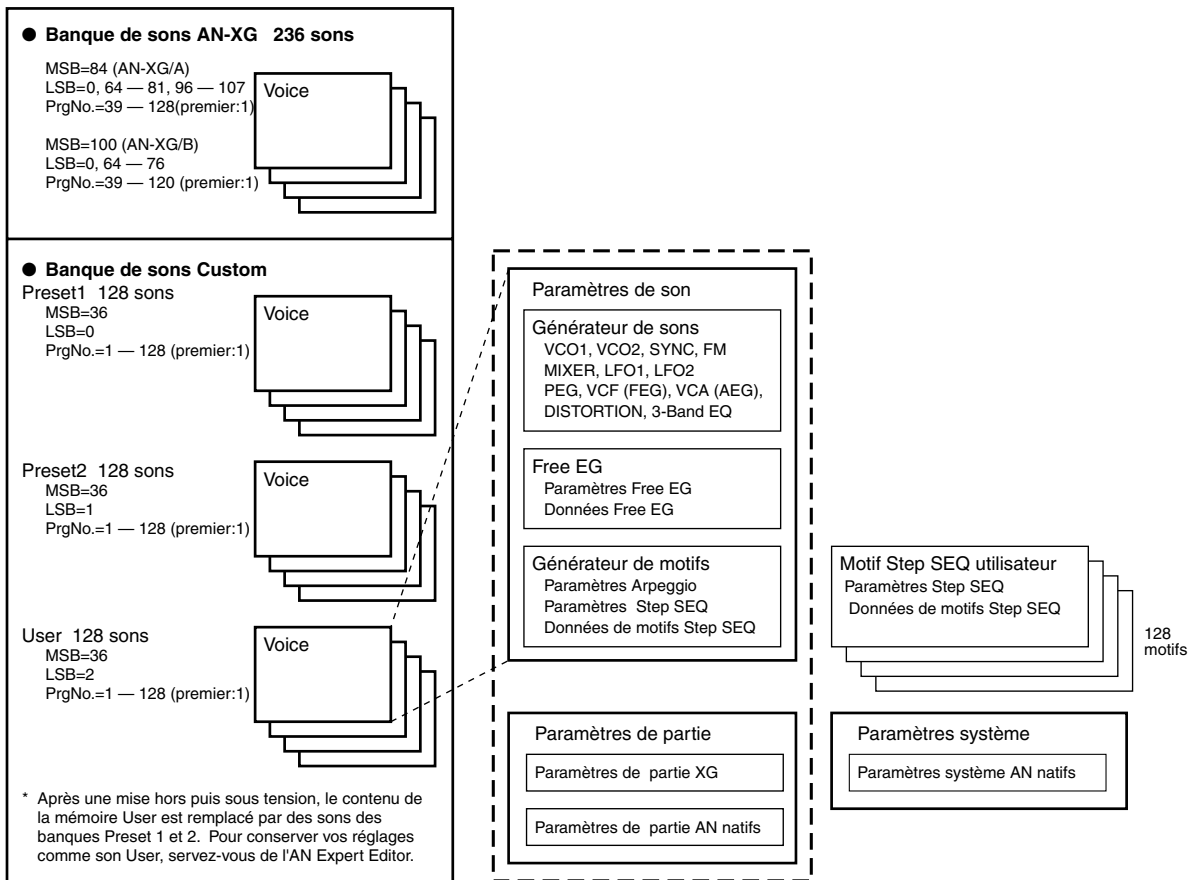 ● Banque de sons AN-XG 236 sons
MSB=84 (AN-XG/A)
LSB=0, 64 — 81, 96 — 107
PrgNo.=39 — 128(premier:1)
Voice
MSB=100 (AN-XG/B)
LSB=0, 64 — 76
PrgNo.=39 — 120 (premier:1)
● Banque de sons Custom
Preset1 128 sons
MSB=36
LSB=0
PrgNo.=1 — 128 (premier:1)
Voice
Preset2 128 sons
MSB=36
LSB=1
PrgNo.=1 — 128 (premier:1)
Voice
User 128 sons
MSB=36
LSB=2
PrgNo.=1 — 128 (premier:1)
Voice
* Après une mise hors puis sous tension, le contenu de
la mémoire User est remplacé par des sons des
banques Preset 1 et 2. Pour conserver vos réglages
comme son User, servez-vous de l'AN Expert Editor.
Paramètres de son
Générateur de sons
VCO1, VCO2, SYNC, FM
MIXER, LFO1, LFO2
PEG, VCF (FEG), VCA (AEG),
DISTORTION, 3-Band EQ
Free EG
Paramètres Free EG
Données Free EG
Générateur de motifs
Paramètres Arpeggio
Paramètres Step SEQ
Données de motifs Step SEQ
Paramètres de partie
Paramètres de partie XG
Paramètres de partie AN natifs
Motif Step SEQ utilisateur
Paramètres Step SEQ
Données de motifs Step SEQ
128
motifs
Paramètres système
Paramètres système AN natifs